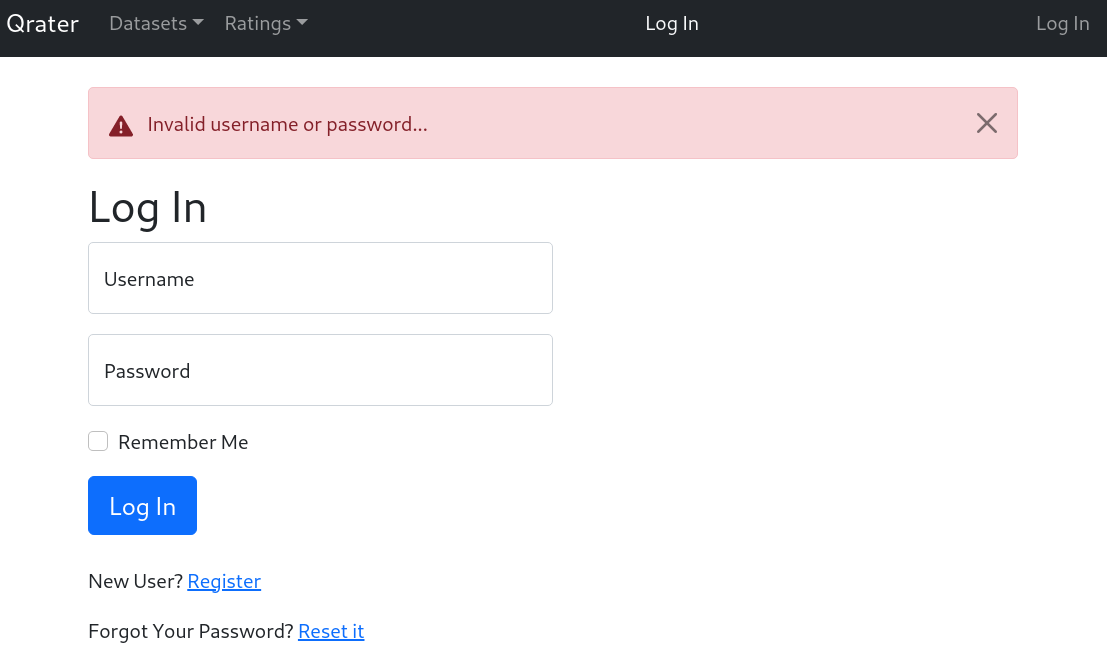 Qrater Datasets Ratings Log In Log In
Invalid username or password...
Log In
Username
Password
Remember Me
Log In
New User? Register
Forgot Your Password? Reset it